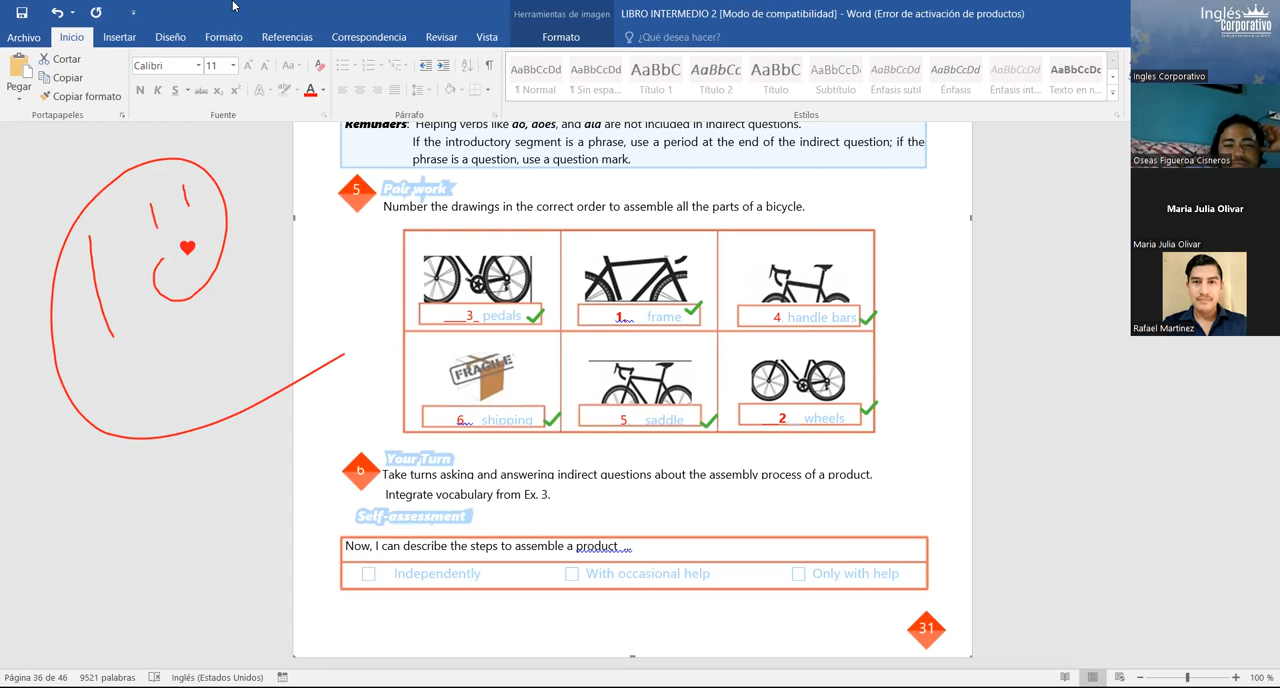 Herramientas de imagen
LIBRO INTERMEDIO 2 [Modo de compatibilidad] - Word (Error de activación de productos)
Archivo Inicio Insertar Diseño Formato Referencias Correspondencia Revisar Vista Formato ¿Qué desea hacer?
Pegar
Cortar
Copiar
Copiar formato
Portapapeles
Calibri 11
N K S abc x₂ x²
Fuente
Párrafo
AaBbCcDd AaBbCcDd AaBbC AaBbCc AaBbC AaBbCcD AaBbCcDd AaBbCcDd AaBbCcDd AaBbCcDc
¶ Normal ¶ Sin espa... Título 1 Título 2 Título Subtítulo Énfasis sutil Énfasis Énfasis int... Texto en n...
Estilos
Inglés Corporativo
Ingles Corporativo
Oseas Figueroa Cisneros
Maria Julia Olivar
Maria Julia Olivar
Rafael Martinez
Reminders: Helping verbs like do, does, and did are not included in indirect questions.
If the introductory segment is a phrase, use a period at the end of the indirect question; if the
phrase is a question, use a question mark.
5 Pair work
Number the drawings in the correct order to assemble all the parts of a bicycle.
____3_ pedals
1 frame
4 handle bars
FRAGILE
6 shipping
5 saddle
2 wheels
6 Your Turn
Take turns asking and answering indirect questions about the assembly process of a product.
Integrate vocabulary from Ex. 3.
Self-assessment
Now, I can describe the steps to assemble a product ...
Independently With occasional help Only with help
31
Página 36 de 46 9521 palabras Inglés (Estados Unidos) 100 %